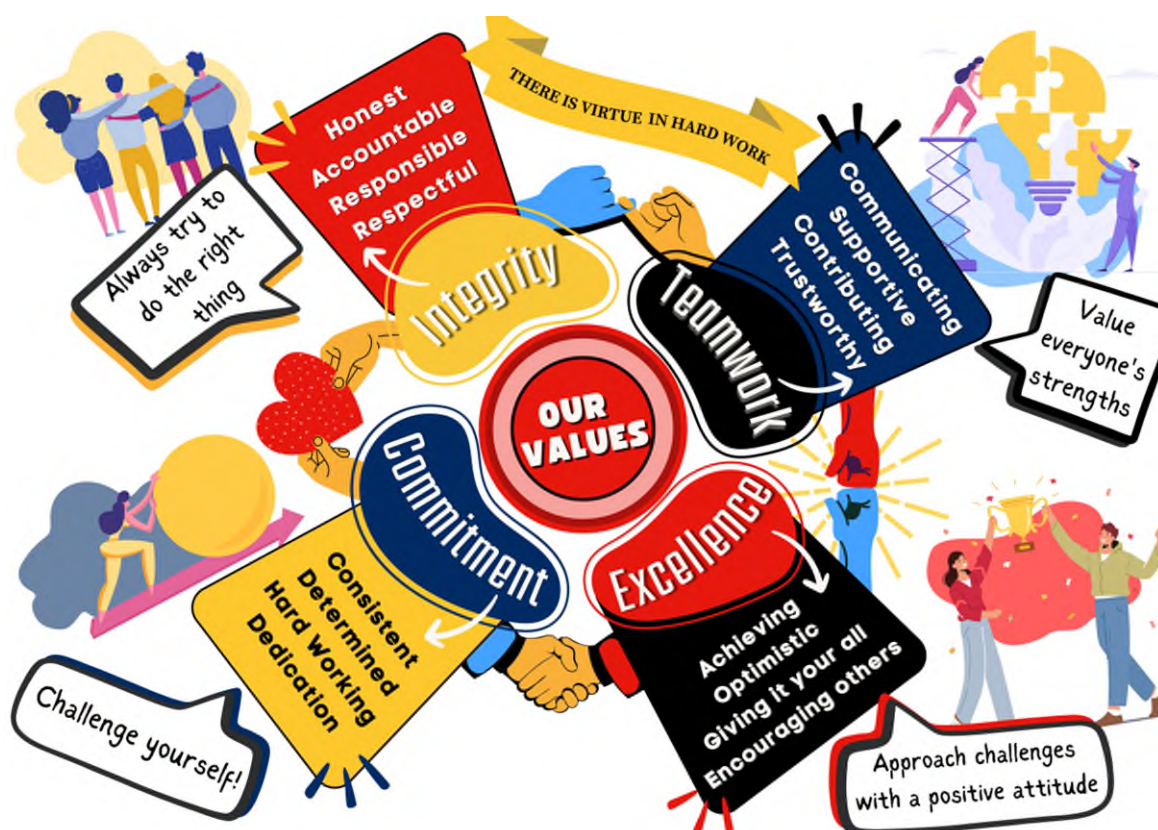 THERE IS VIRTUE IN HARD WORK
Honest
Accountable
Responsible
Respectful
Integrity
Always try to
do the right
thing
Communicating
Supportive
Contributing
Trustworthy
Teamwork
Value
everyone's
strengths
OUR
VALUES
Commitment
Consistent
Determined
Hard Working
Dedication
Challenge yourself!
Excellence
Achieving
Optimistic
Giving it your all
Encouraging others
Approach challenges
with a positive attitude